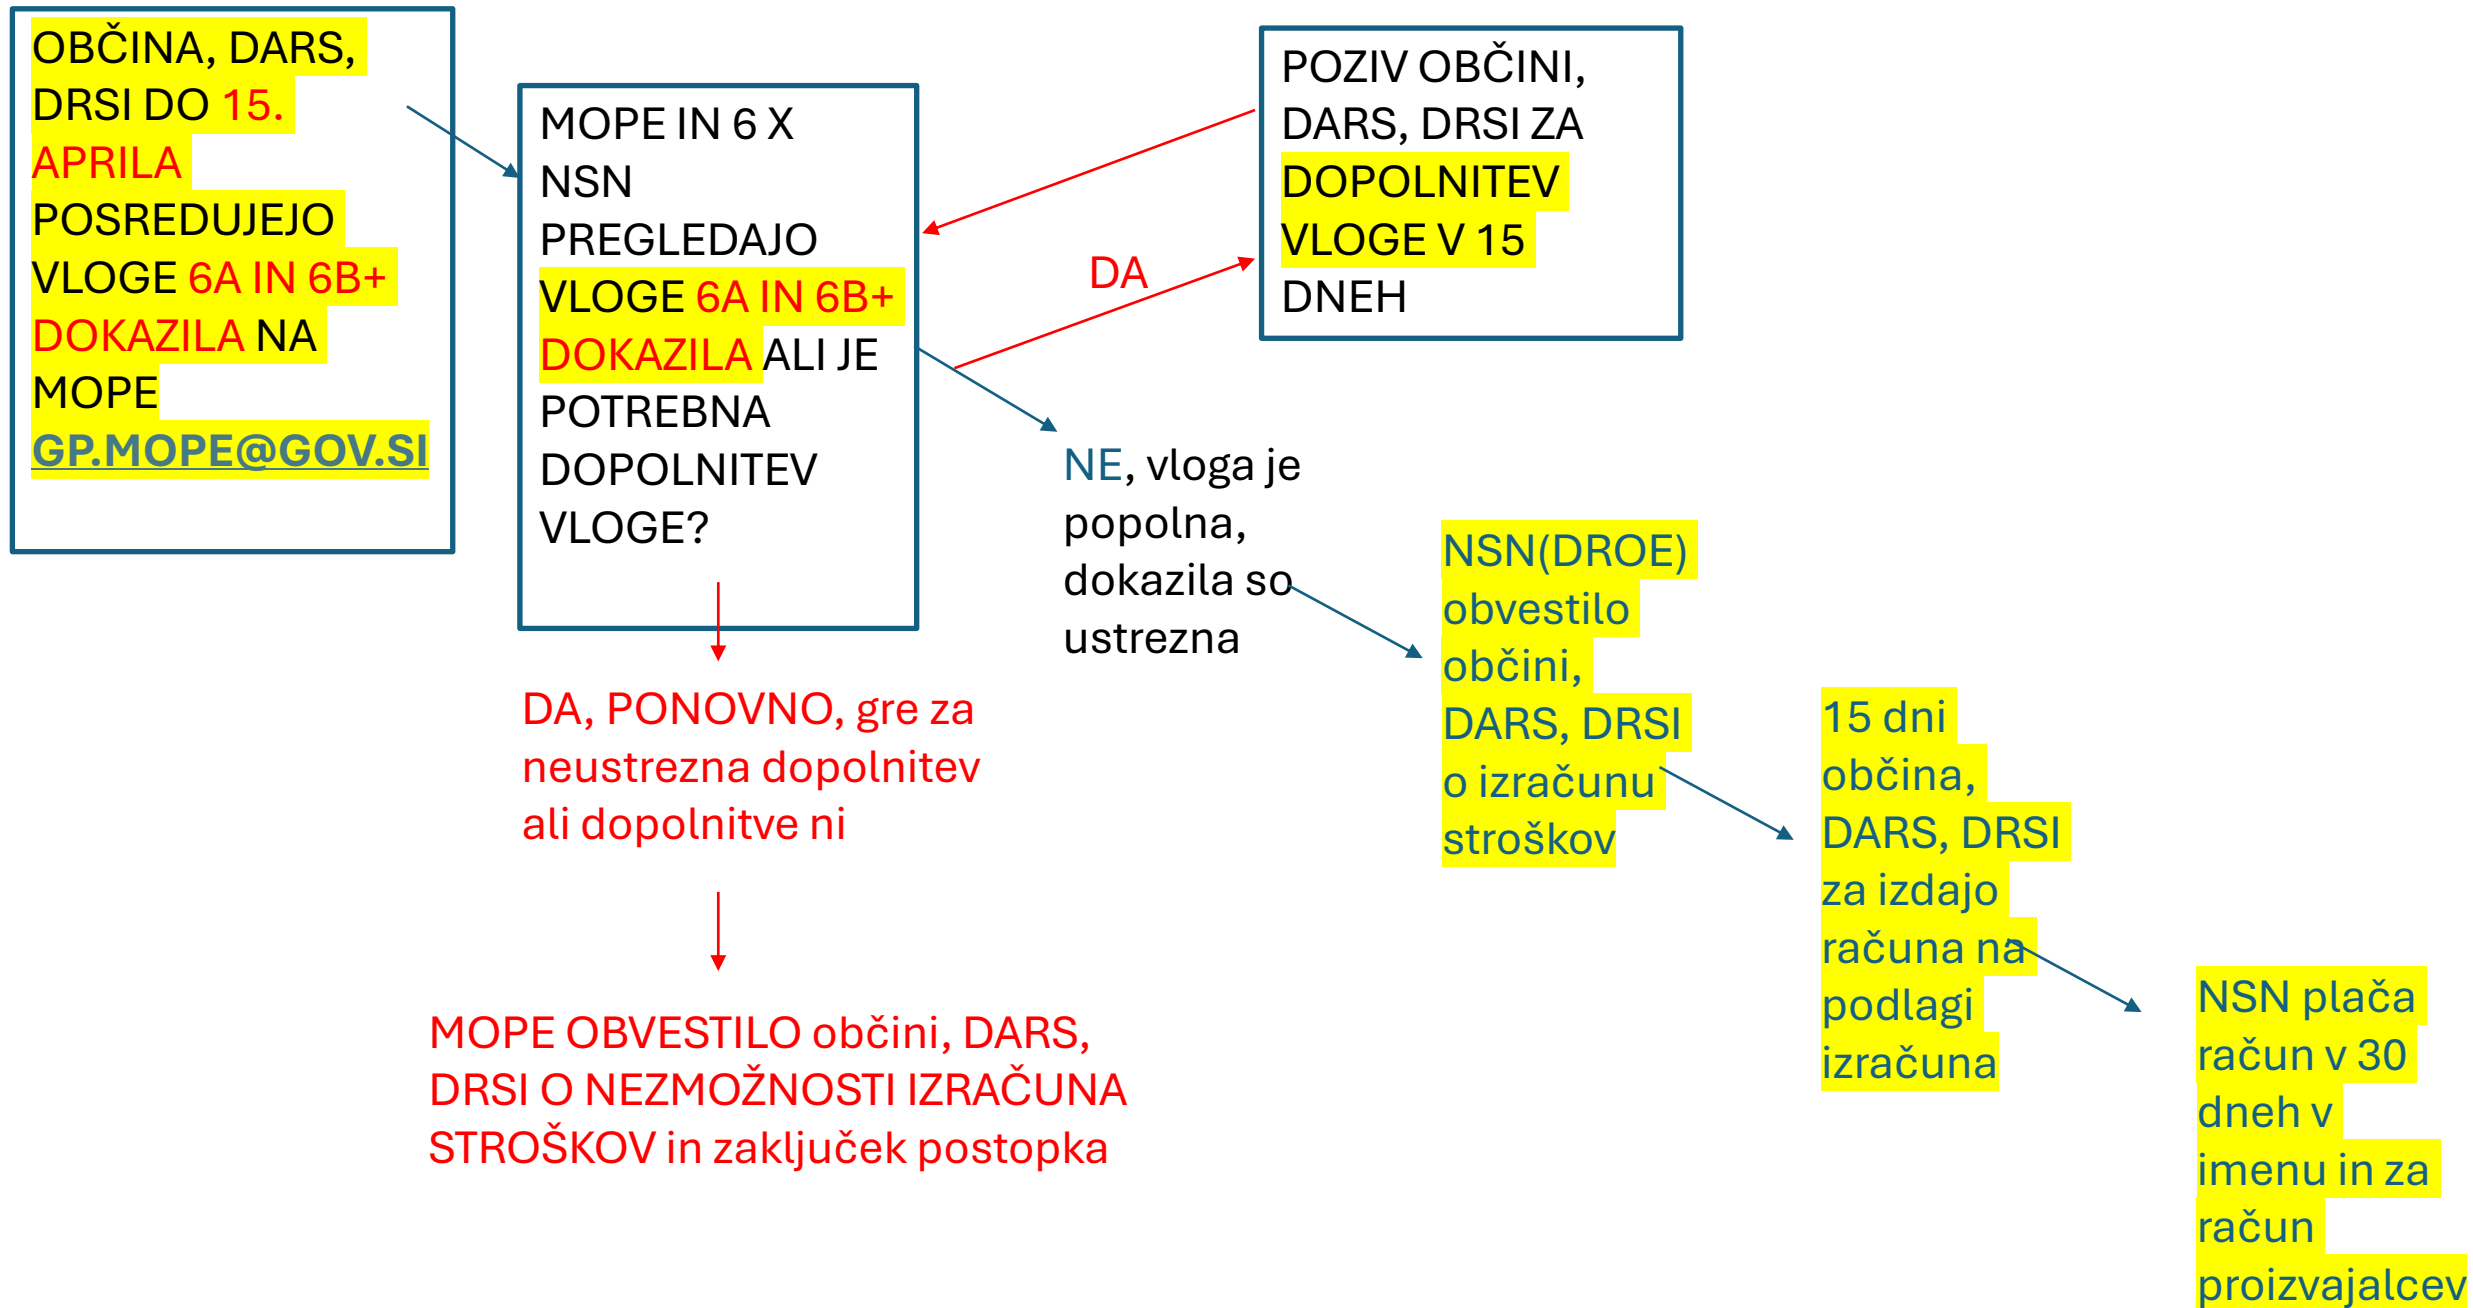 OBČINA, DARS,
DRSI DO 15.
APRILA
POSREDUJEJO
VLOGE 6A IN 6B+
DOKAZILA NA
MOPE
GP.MOPE@GOV.SI
MOPE IN 6 X
NSN
PREGLEDAJO
VLOGE 6A IN 6B+
DOKAZILA ALI JE
POTREBNA
DOPOLNITEV
VLOGE?
DA
POZIV OBČINI,
DARS, DRSI ZA
DOPOLNITEV
VLOGE V 15
DNEH
NE, vloga je
popolna,
dokazila so
ustrezna
DA, PONOVNO, gre za
neustrezna dopolnitev
ali dopolnitve ni
MOPE OBVESTILO občini, DARS,
DRSI O NEZMOŽNOSTI IZRAČUNA
STROŠKOV in zaključek postopka
NSN(DROE)
obvestilo
občini,
DARS, DRSI
o izračunu
stroškov
15 dni
občina,
DARS, DRSI
za izdajo
računa na
podlagi
izračuna
NSN plača
račun v 30
dneh v
imenu in za
račun
proizvajalcev